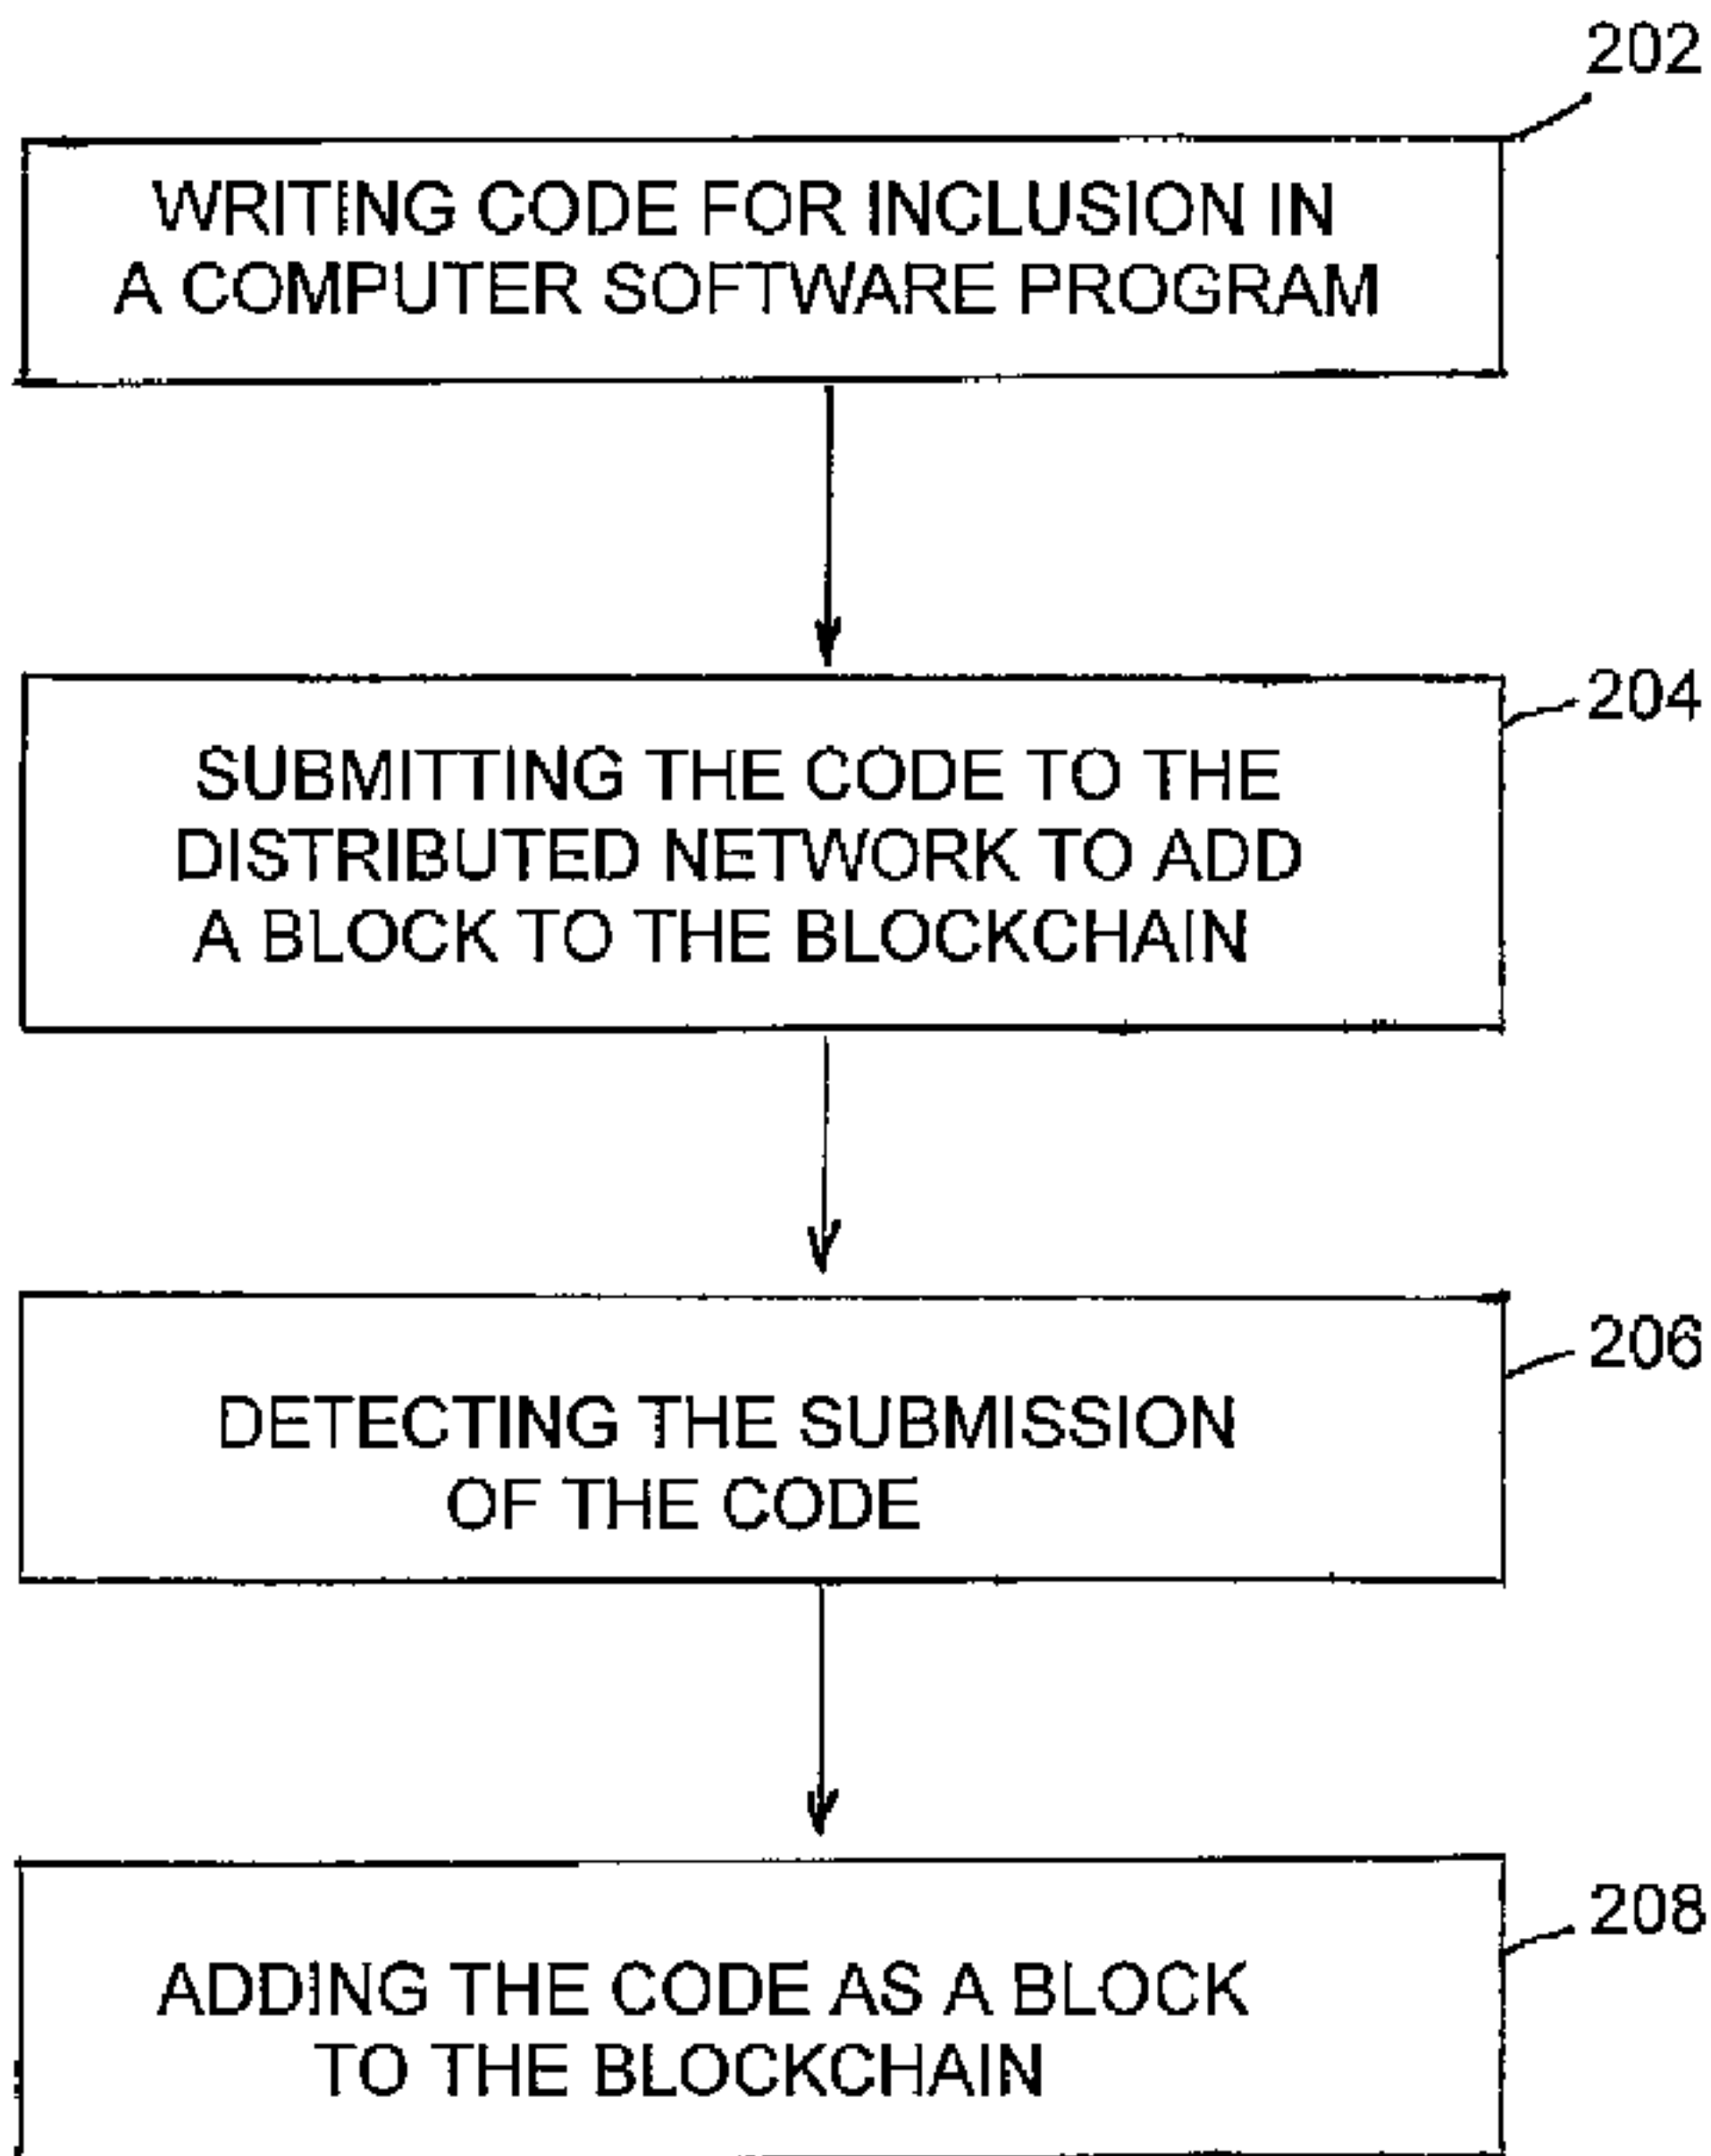 202
WRITING CODE FOR INCLUSION IN
A COMPUTER SOFTWARE PROGRAM
204
SUBMITTING THE CODE TO THE
DISTRIBUTED NETWORK TO ADD
A BLOCK TO THE BLOCKCHAIN
206
DETECTING THE SUBMISSION
OF THE CODE
208
ADDING THE CODE AS A BLOCK
TO THE BLOCKCHAIN